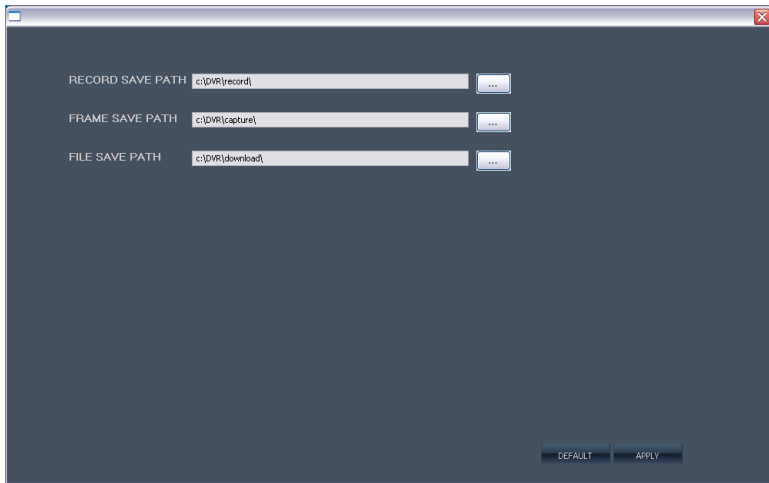 RECORD SAVE PATH c:\DVR\record\ ...
FRAME SAVE PATH c:\DVR\capture\ ...
FILE SAVE PATH c:\DVR\download\ ...
DEFAULT APPLY